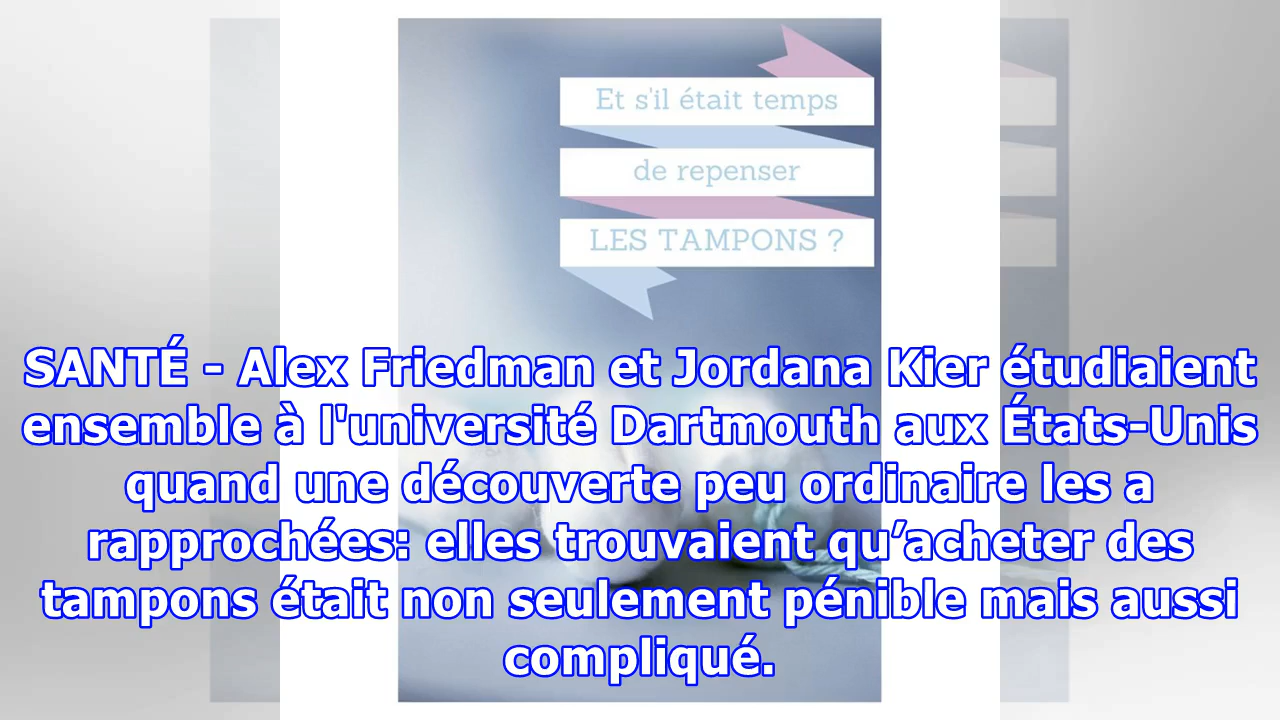 Et s'il était temps
de repenser
LES TAMPONS ?
SANTÉ - Alex Friedman et Jordana Kier étudiaient
ensemble à l'université Dartmouth aux États-Unis
quand une découverte peu ordinaire les a
rapprochées: elles trouvaient qu’acheter des
tampons était non seulement pénible mais aussi
compliqué.